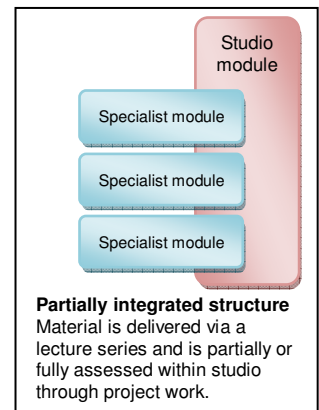 Studio
module
Specialist module
Specialist module
Specialist module
Partially integrated structure
Material is delivered via a
lecture series and is partially or
fully assessed within studio
through project work.